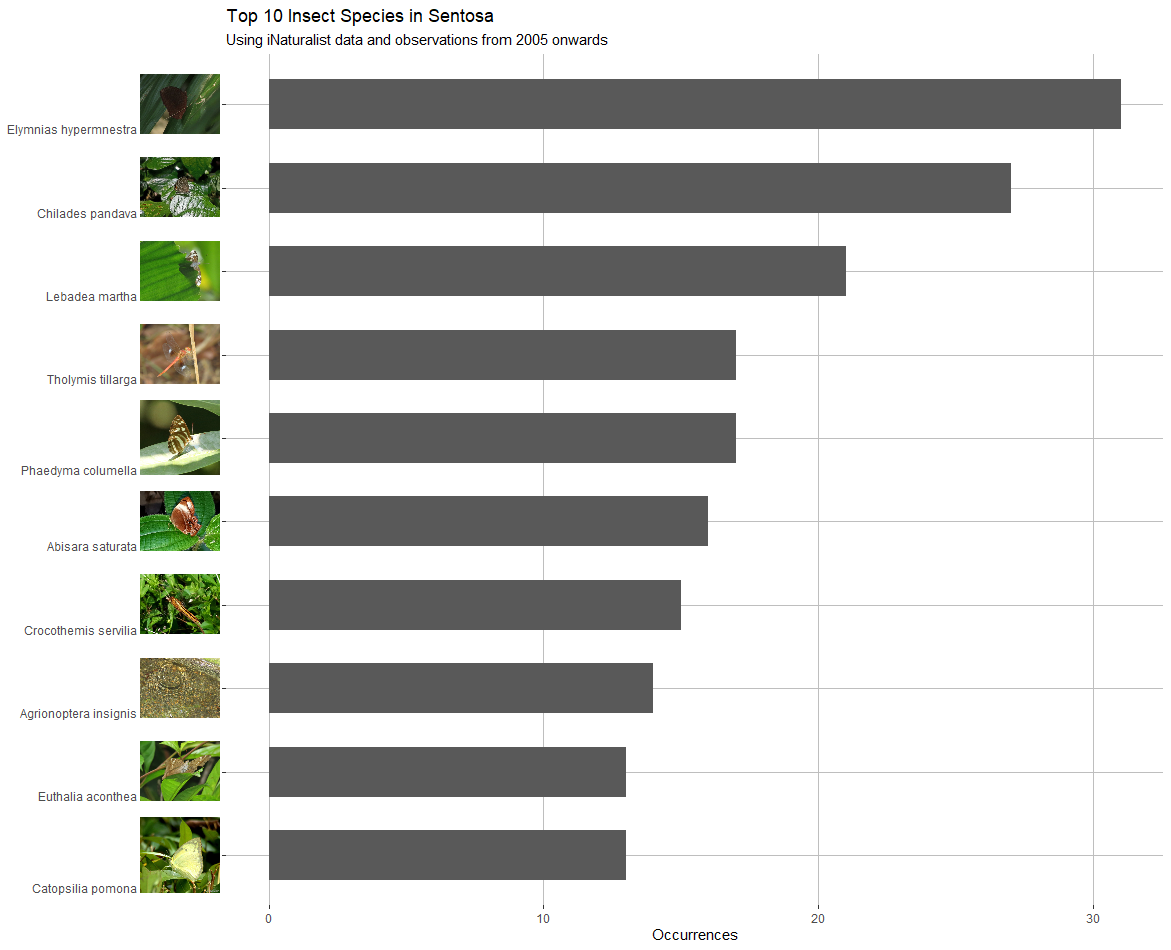 Top 10 Insect Species in Sentosa
Using iNaturalist data and observations from 2005 onwards
Elymnias hypermnestra
Chilades pandava
Lebadea martha
Tholymis tillarga
Phaedyma columella
Abisara saturata
Crocothemis servilia
Agrionoptera insignis
Euthalia aconthea
Catopsilia pomona
0 10 20 30
Occurrences